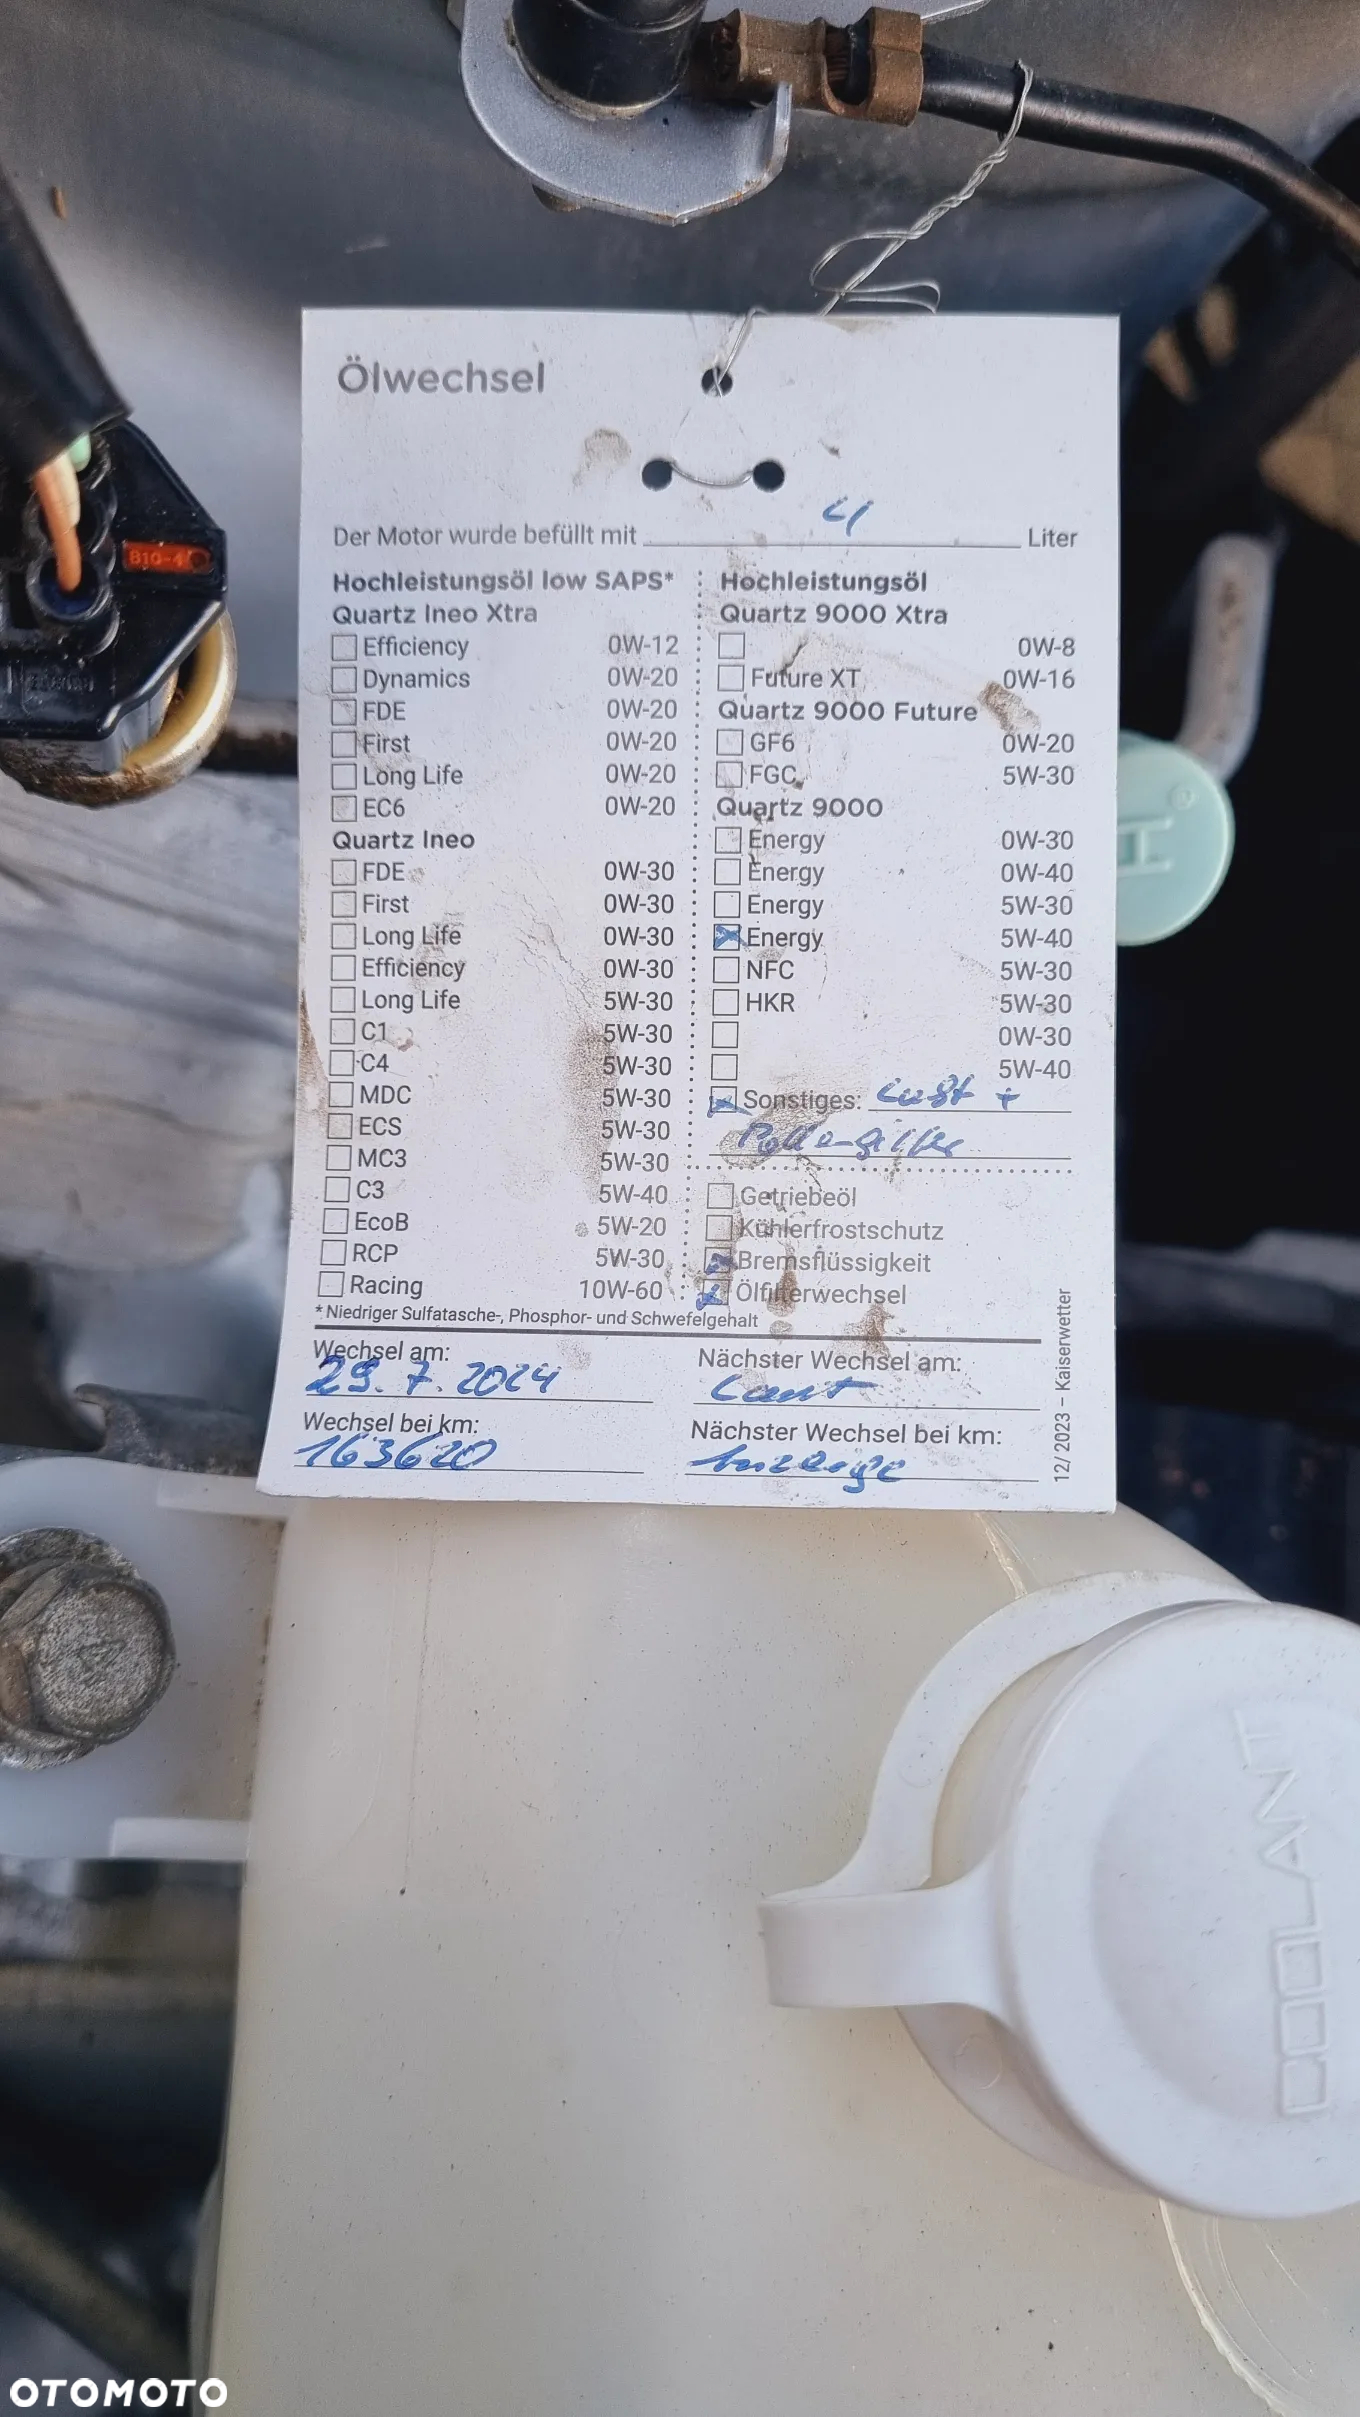 Ölwechsel
Der Motor wurde befüllt mit 4 Liter
Hochleistungsöl low SAPS*
Quartz Ineo Xtra
Efficiency 0W-12
Dynamics 0W-20
FDE 0W-20
First 0W-20
Long Life 0W-20
EC6 0W-20
Quartz Ineo
FDE 0W-30
First 0W-30
Long Life 0W-30
Efficiency 0W-30
Long Life 5W-30
C1 5W-30
C4 5W-30
MDC 5W-30
ECS 5W-30
MC3 5W-30
C3 5W-40
EcoB 5W-20
RCP 5W-30
Racing 10W-60
* Niedriger Sulfatasche-, Phosphor- und Schwefelgehalt
Hochleistungsöl
Quartz 9000 Xtra
0W-8
Future XT 0W-16
Quartz 9000 Future
GF6 0W-20
FGC 5W-30
Quartz 9000
Energy 0W-30
Energy 0W-40
Energy 5W-30
Energy 5W-40
NFC 5W-30
HKR 5W-30
0W-30
5W-40
Sonstiges: Luft +
Pollenfilter
Getriebeöl
Kühlerfrostschutz
Bremsflüssigkeit
Ölfilterwechsel
Wechsel am:
29.7.2024
Wechsel bei km:
163620
Nächster Wechsel am:
Laut
Nächster Wechsel bei km:
Anzeige
12/2023 – Kaiserwetter
B10-4
H
COOLANT
OTOMOTO